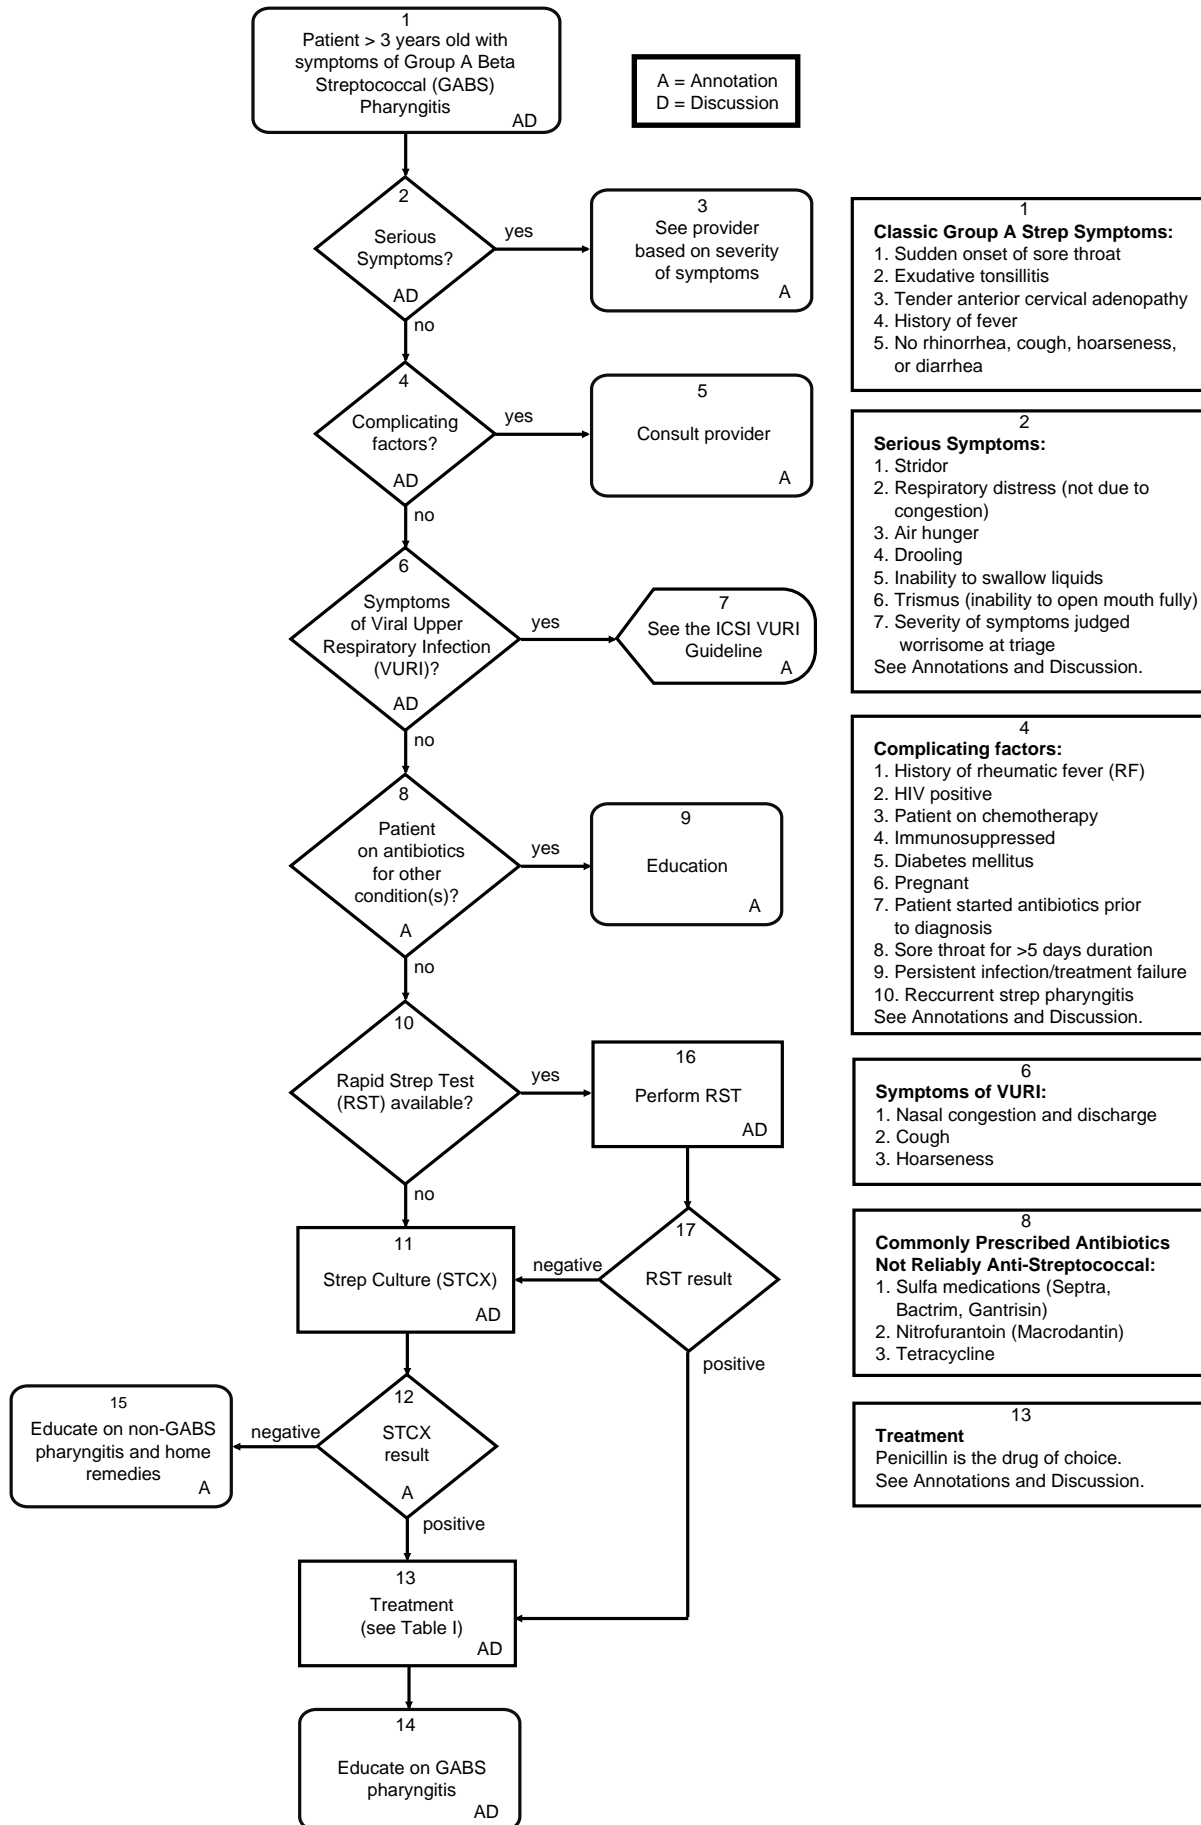 1
Patient > 3 years old with
symptoms of Group A Beta
Streptococcal (GABS)
Pharyngitis
AD
A = Annotation
D = Discussion
2
Serious
Symptoms?
AD
yes
no
3
See provider
based on severity
of symptoms
A
4
Complicating
factors?
AD
yes
no
5
Consult provider
A
6
Symptoms
of Viral Upper
Respiratory Infection
(VURI)?
AD
yes
no
7
See the ICSI VURI
Guideline
A
8
Patient
on antibiotics
for other
condition(s)?
A
yes
no
9
Education
A
10
Rapid Strep Test
(RST) available?
yes
no
16
Perform RST
AD
17
RST result
negative
positive
11
Strep Culture (STCX)
AD
12
STCX
result
A
negative
positive
15
Educate on non-GABS
pharyngitis and home
remedies
A
13
Treatment
(see Table I)
AD
14
Educate on GABS
pharyngitis
AD
1
Classic Group A Strep Symptoms:
1. Sudden onset of sore throat
2. Exudative tonsillitis
3. Tender anterior cervical adenopathy
4. History of fever
5. No rhinorrhea, cough, hoarseness,
or diarrhea
2
Serious Symptoms:
1. Stridor
2. Respiratory distress (not due to
congestion)
3. Air hunger
4. Drooling
5. Inability to swallow liquids
6. Trismus (inability to open mouth fully)
7. Severity of symptoms judged
worrisome at triage
See Annotations and Discussion.
4
Complicating factors:
1. History of rheumatic fever (RF)
2. HIV positive
3. Patient on chemotherapy
4. Immunosuppressed
5. Diabetes mellitus
6. Pregnant
7. Patient started antibiotics prior
to diagnosis
8. Sore throat for >5 days duration
9. Persistent infection/treatment failure
10. Reccurrent strep pharyngitis
See Annotations and Discussion.
6
Symptoms of VURI:
1. Nasal congestion and discharge
2. Cough
3. Hoarseness
8
Commonly Prescribed Antibiotics
Not Reliably Anti-Streptococcal:
1. Sulfa medications (Septra,
Bactrim, Gantrisin)
2. Nitrofurantoin (Macrodantin)
3. Tetracycline
13
Treatment
Penicillin is the drug of choice.
See Annotations and Discussion.